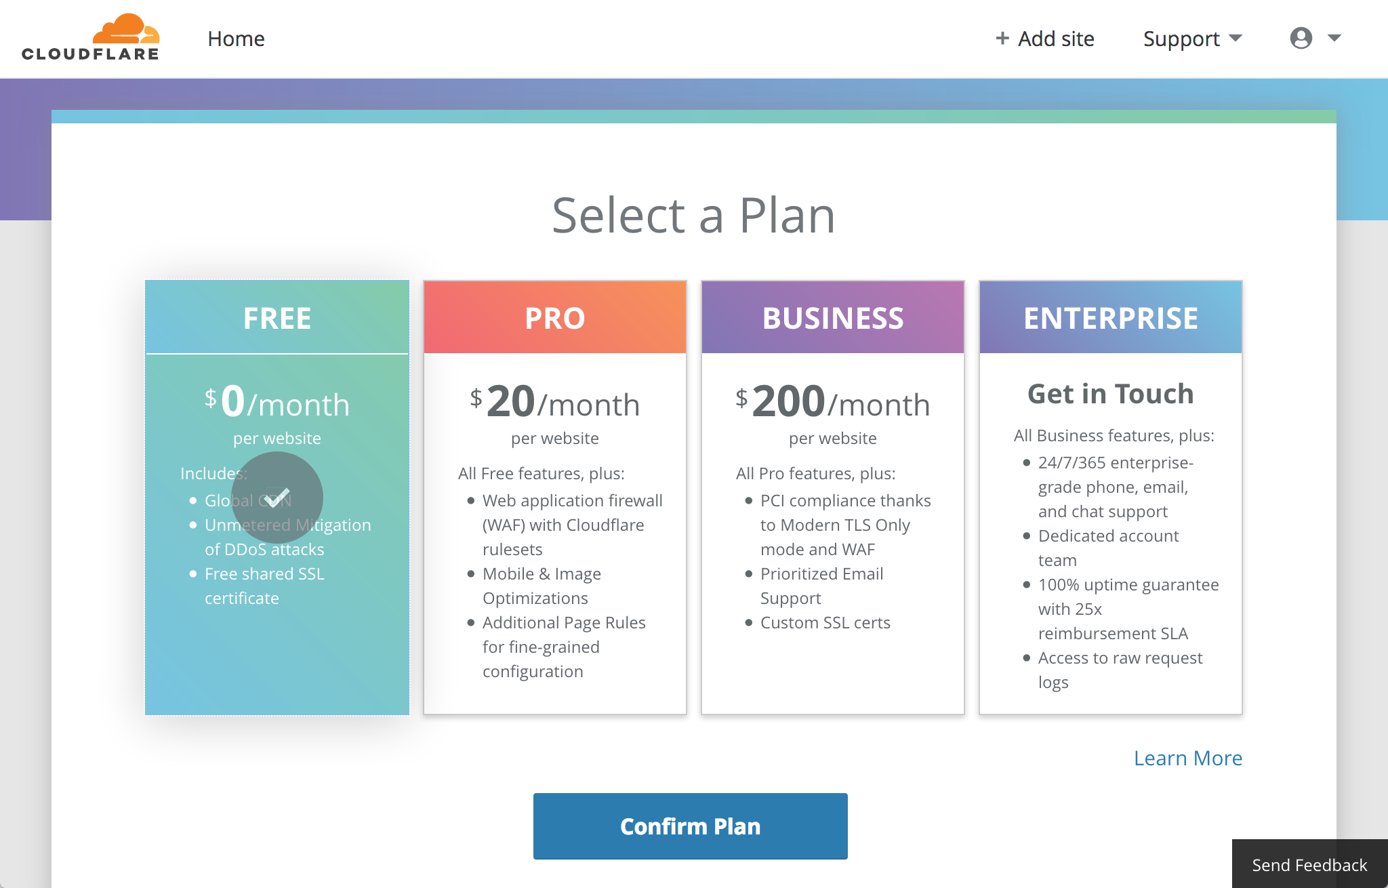 CLOUDFLARE
Home
+ Add site
Support
Select a Plan
FREE
$0/month
per website
Includes:
• Global CDN
• Unmetered Mitigation
of DDoS attacks
• Free shared SSL
certificate
PRO
$20/month
per website
All Free features, plus:
• Web application firewall
(WAF) with Cloudflare
rulesets
• Mobile & Image
Optimizations
• Additional Page Rules
for fine-grained
configuration
BUSINESS
$200/month
per website
All Pro features, plus:
• PCI compliance thanks
to Modern TLS Only
mode and WAF
• Prioritized Email
Support
• Custom SSL certs
ENTERPRISE
Get in Touch
All Business features, plus:
• 24/7/365 enterprise-
grade phone, email,
and chat support
• Dedicated account
team
• 100% uptime guarantee
with 25x
reimbursement SLA
• Access to raw request
logs
Learn More
Confirm Plan
Send Feedback